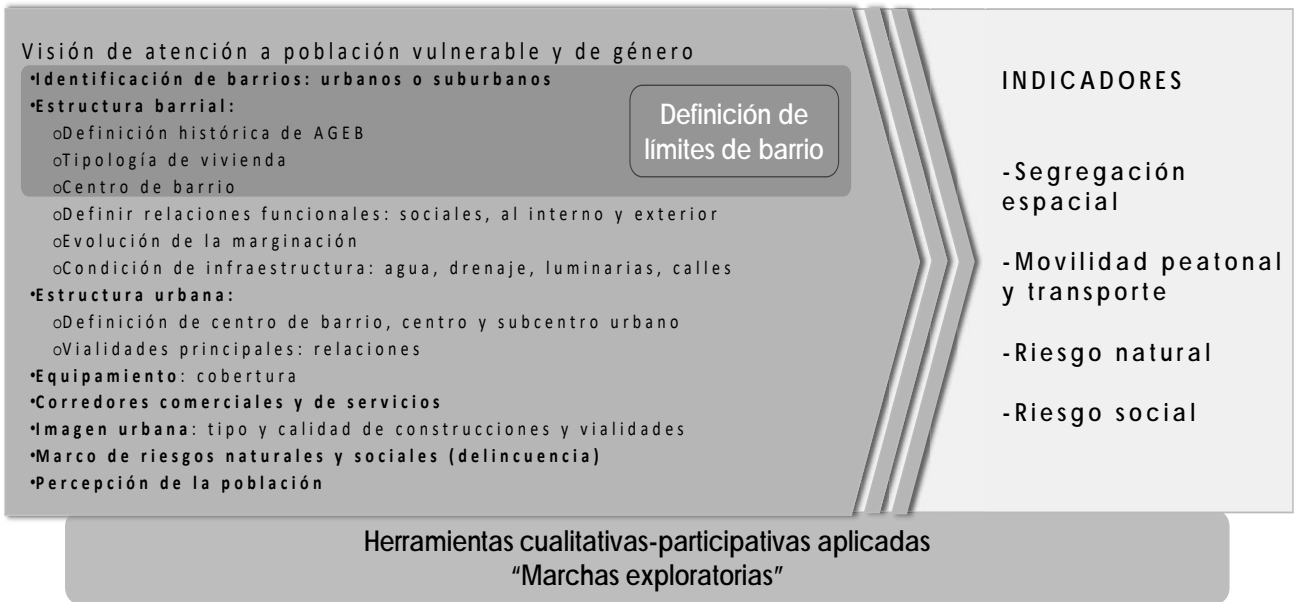 Visión de atención a población vulnerable y de género
•Identificación de barrios: urbanos o suburbanos
•Estructura barrial:
oDefinición histórica de AGEB
oTipología de vivienda
oCentro de barrio
Definición de
límites de barrio
oDefinir relaciones funcionales: sociales, al interno y exterior
oEvolución de la marginación
oCondición de infraestructura: agua, drenaje, luminarias, calles
•Estructura urbana:
oDefinición de centro de barrio, centro y subcentro urbano
oVialidades principales: relaciones
•Equipamiento: cobertura
•Corredores comerciales y de servicios
•Imagen urbana: tipo y calidad de construcciones y vialidades
•Marco de riesgos naturales y sociales (delincuencia)
•Percepción de la población
INDICADORES
-Segregación
espacial
-Movilidad peatonal
y transporte
-Riesgo natural
-Riesgo social
Herramientas cualitativas-participativas aplicadas
“Marchas exploratorias”